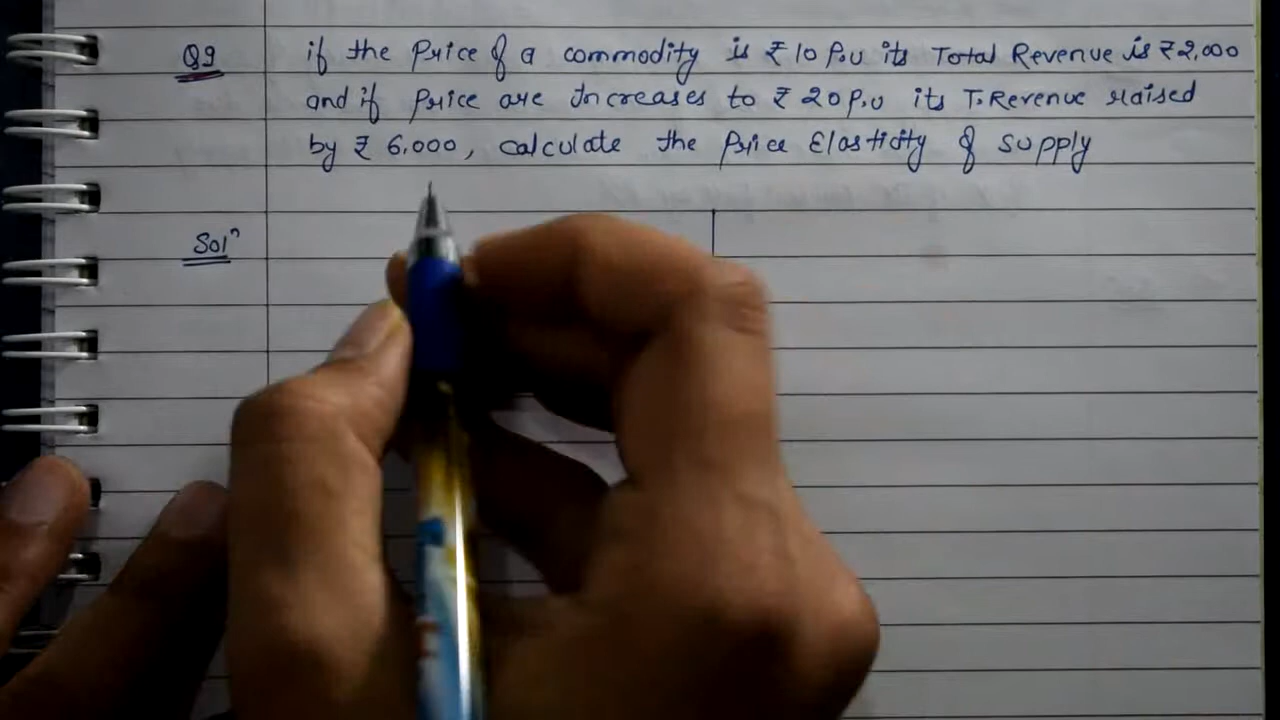 Q9 if the Price of a commodity is ₹10 P.u its Total Revenue is ₹2,000
and if Price are Increases to ₹ 20 P.u its T.Revenue raised
by ₹ 6,000, calculate the Price Elasticity of supply
Solⁿ